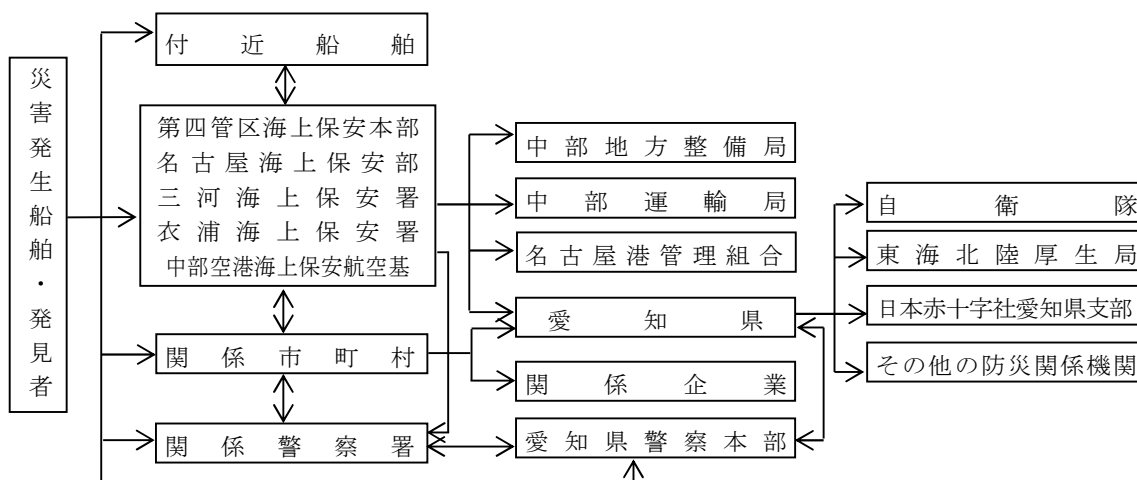 災害発生船舶・発見者
付近船舶
第四管区海上保安本部
名古屋海上保安部
三河海上保安署
衣浦海上保安署
中部空港海上保安航空基
関係市町村
関係警察署
中部地方整備局
中部運輸局
名古屋港管理組合
愛知県
関係企業
愛知県警察本部
自衛隊
東海北陸厚生局
日本赤十字社愛知県支部
その他の防災関係機関